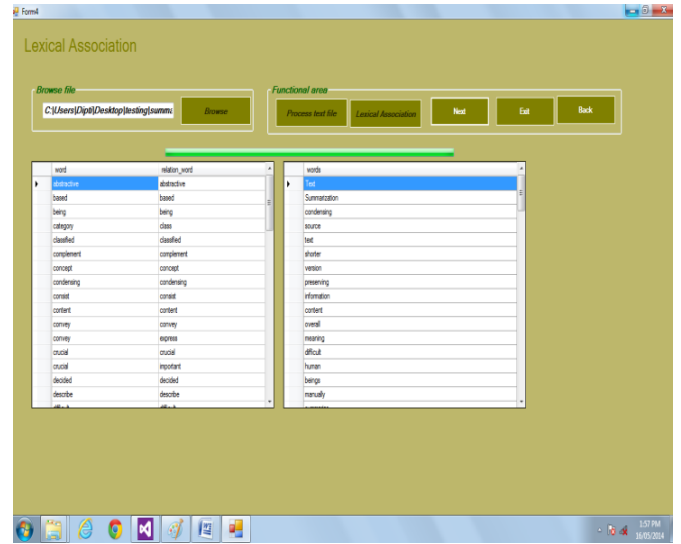 Form4
Lexical Association
Browse file
C:\Users\Dipti\Desktop\testing\summa
Browse
Functional area
Process text file
Lexical Association
Next
Exit
Back
word relation_word
abstractive abstractive
based based
being being
category class
classified classified
complement complement
concept concept
condensing condensing
consist consist
content content
convey convey
convey express
crucial crucial
crucial important
decided decided
describe describe
words
Text
Summarization
condensing
source
text
shorter
version
preserving
information
content
overall
meaning
difficult
human
beings
manually
1:57 PM
16/05/2014